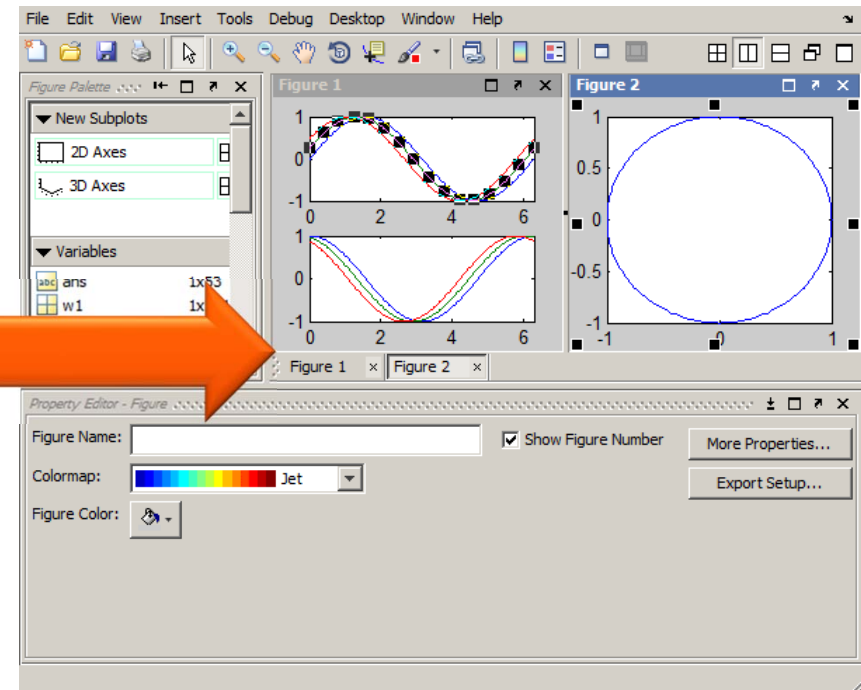 File Edit View Insert Tools Debug Desktop Window Help
Figure Palette
New Subplots
2D Axes
3D Axes
Variables
abc ans 1x53
w1 1x
Figure 1
1
0
-1
0 2 4 6
1
0
-1
0 2 4 6
Figure 2
1
0.5
0
-0.5
-1
-1 0 1
Figure 1 Figure 2
Property Editor - Figure
Figure Name: Show Figure Number More Properties...
Colormap: Jet Export Setup...
Figure Color: